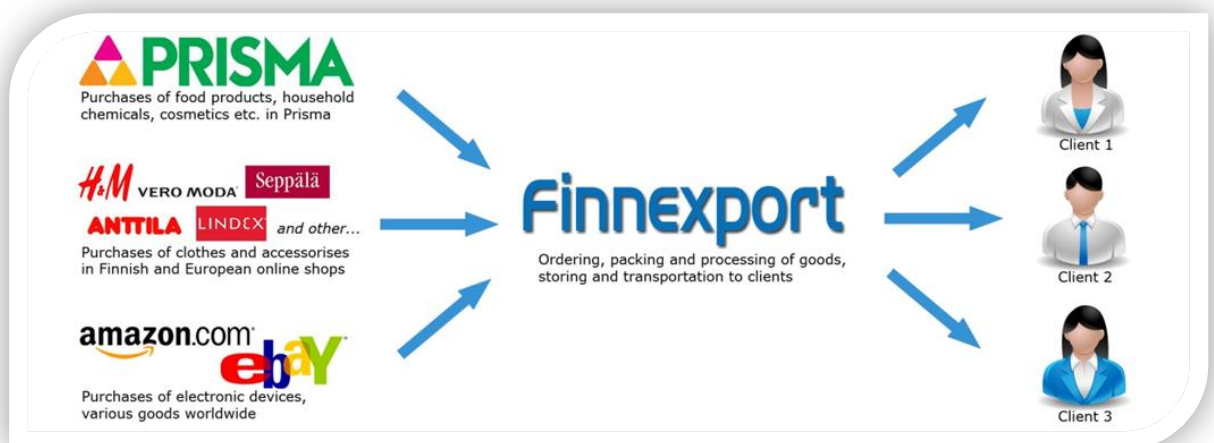 PRISMA
Purchases of food products, household
chemicals, cosmetics etc. in Prisma
H&M VERO MODA Seppälä
ANTTILA LINDEX and other...
Purchases of clothes and accessorises
in Finnish and European online shops
amazon.com
ebaY
Purchases of electronic devices,
various goods worldwide
Finnexport
Ordering, packing and processing of goods,
storing and transportation to clients
Client 1
Client 2
Client 3